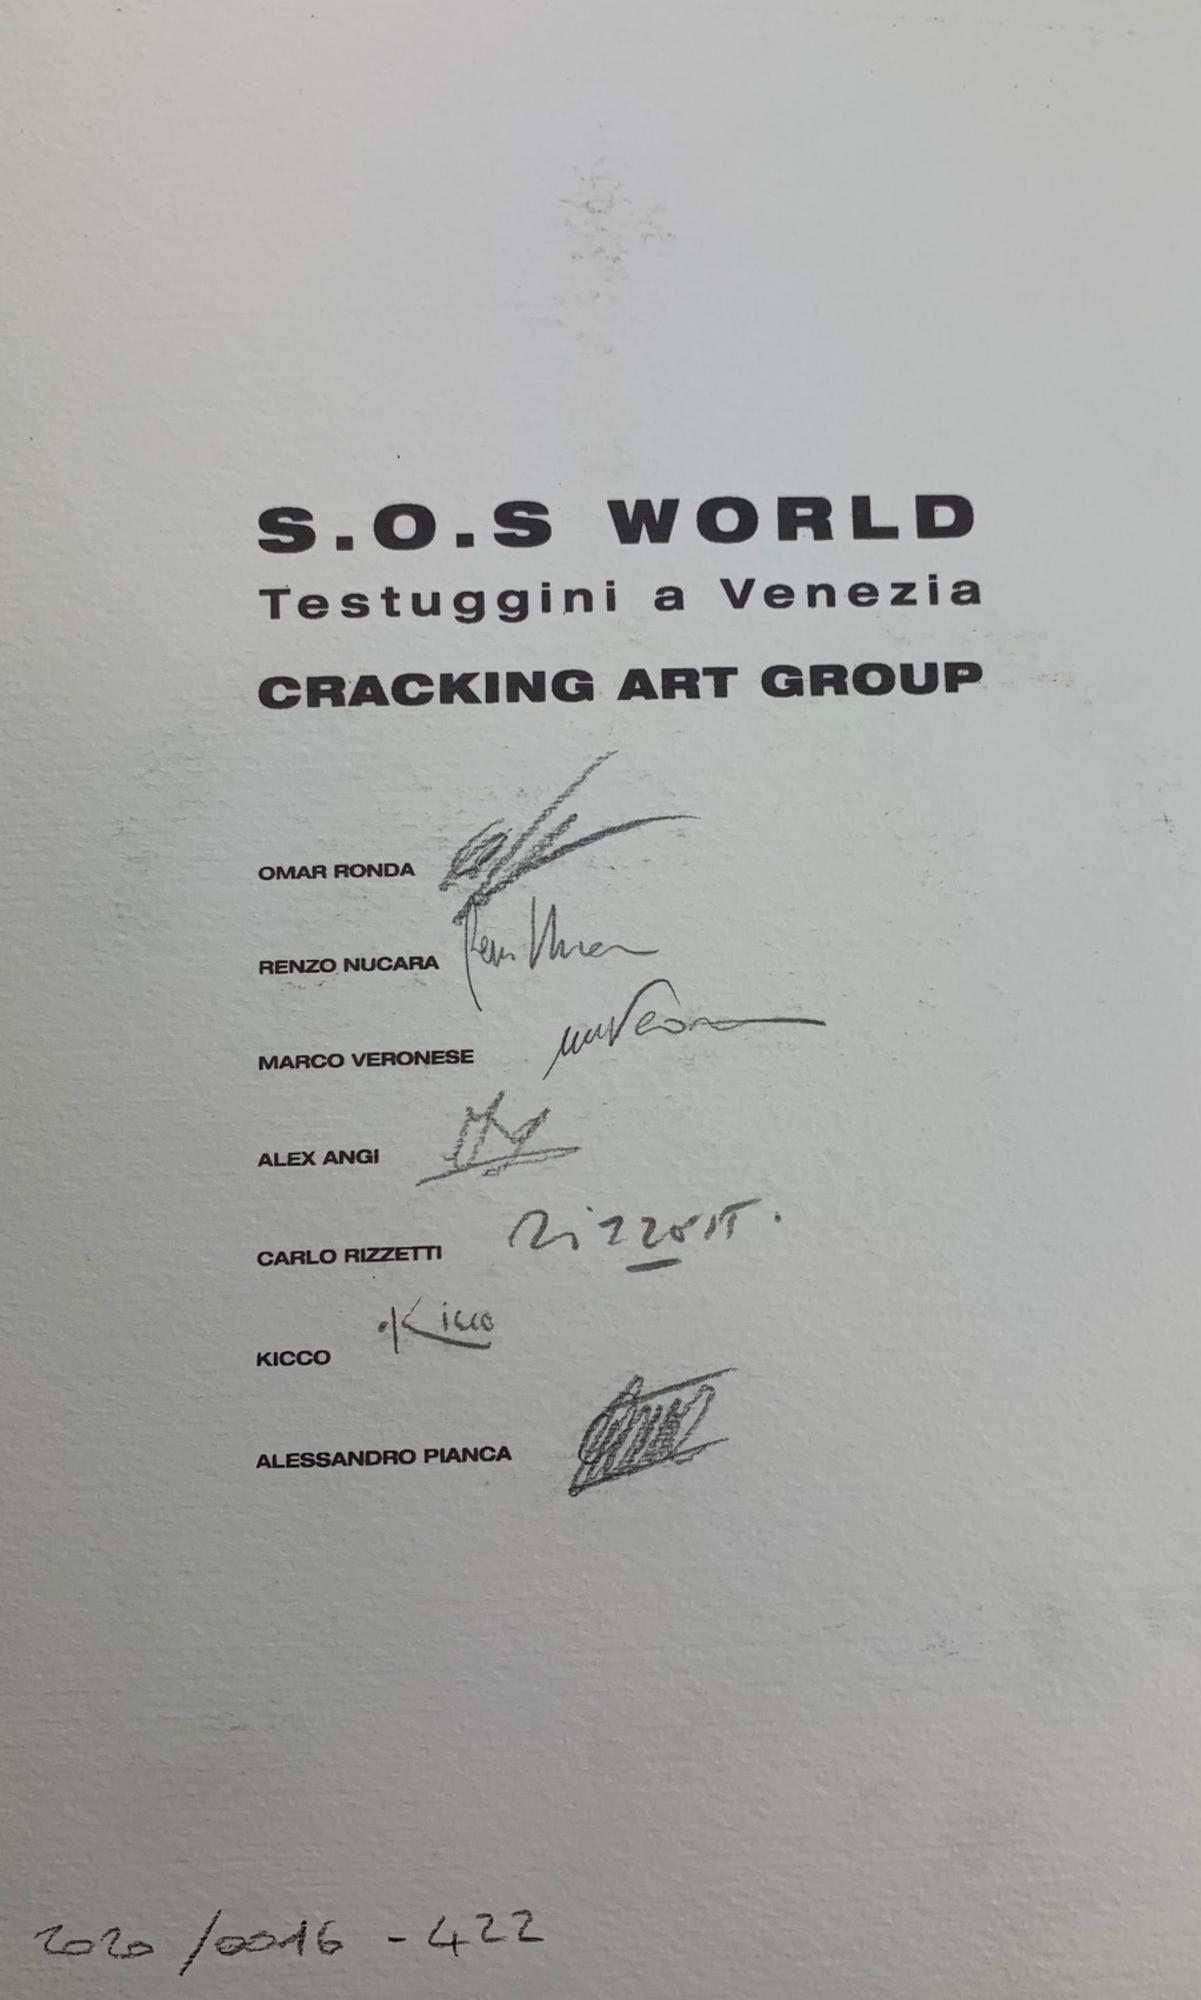 S.O.S WORLD
Testuggini a Venezia
CRACKING ART GROUP
OMAR RONDA
RENZO NUCARA
MARCO VERONESE
ALEX ANGI
CARLO RIZZETTI
KICCO Kicco
ALESSANDRO PIANCA
2020/0016-422